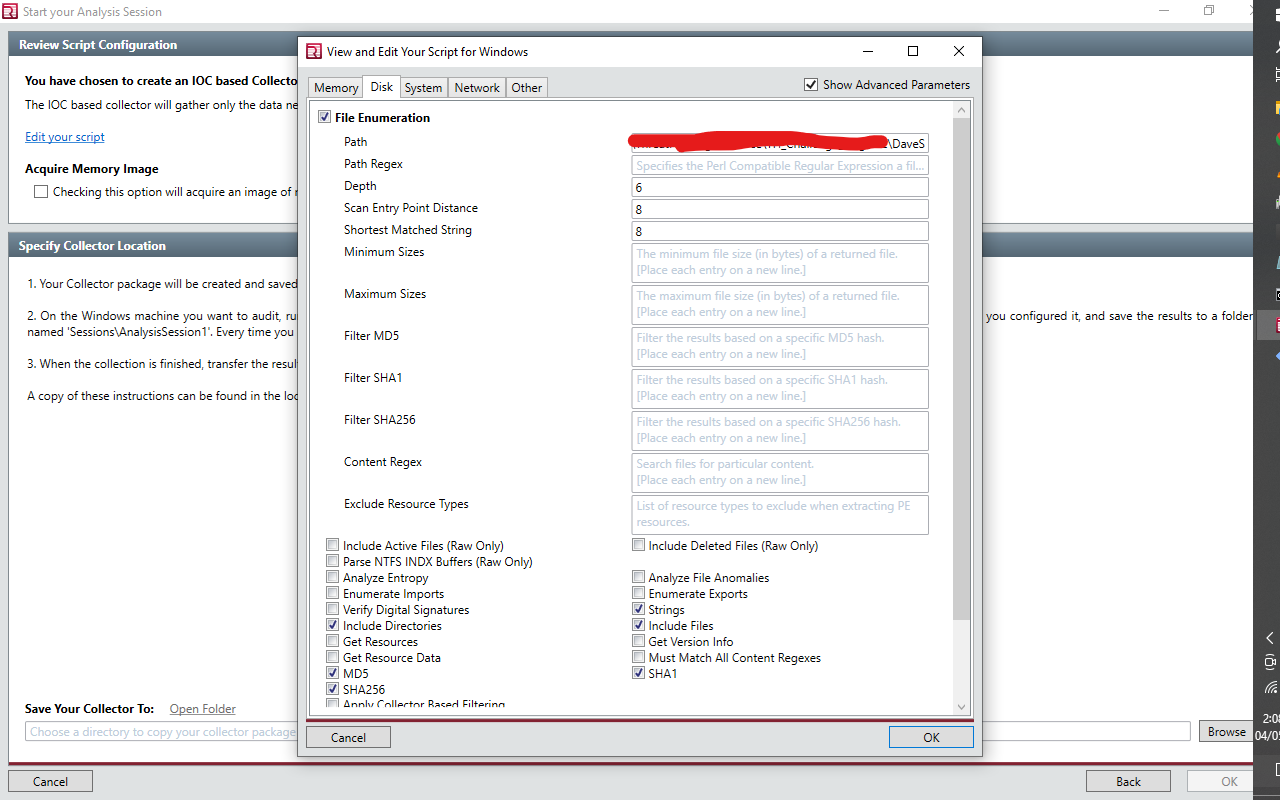 Start your Analysis Session
Review Script Configuration
You have chosen to create an IOC based Collecto
The IOC based collector will gather only the data ne
Edit your script
Acquire Memory Image
Checking this option will acquire an image of
Specify Collector Location
1. Your Collector package will be created and saved
2. On the Windows machine you want to audit, ru
you configured it, and save the results to a folder
named 'Sessions\AnalysisSession1'. Every time you
3. When the collection is finished, transfer the resul
A copy of these instructions can be found in the loc
Save Your Collector To: Open Folder
Choose a directory to copy your collector package
Browse
Cancel
Back
OK
View and Edit Your Script for Windows
Memory Disk System Network Other
Show Advanced Parameters
File Enumeration
Path
\DaveS
Path Regex
Specifies the Perl Compatible Regular Expression a fil...
Depth
6
Scan Entry Point Distance
8
Shortest Matched String
8
Minimum Sizes
The minimum file size (in bytes) of a returned file.
[Place each entry on a new line.]
Maximum Sizes
The maximum file size (in bytes) of a returned file.
[Place each entry on a new line.]
Filter MD5
Filter the results based on a specific MD5 hash.
[Place each entry on a new line.]
Filter SHA1
Filter the results based on a specific SHA1 hash.
[Place each entry on a new line.]
Filter SHA256
Filter the results based on a specific SHA256 hash.
[Place each entry on a new line.]
Content Regex
Search files for particular content.
[Place each entry on a new line.]
Exclude Resource Types
List of resource types to exclude when extracting PE
resources.
Include Active Files (Raw Only)
Include Deleted Files (Raw Only)
Parse NTFS INDX Buffers (Raw Only)
Analyze Entropy
Analyze File Anomalies
Enumerate Imports
Enumerate Exports
Verify Digital Signatures
Strings
Include Directories
Include Files
Get Resources
Get Version Info
Get Resource Data
Must Match All Content Regexes
MD5
SHA1
SHA256
Apply Collector Based Filtering
Cancel
OK
2:08
04/05